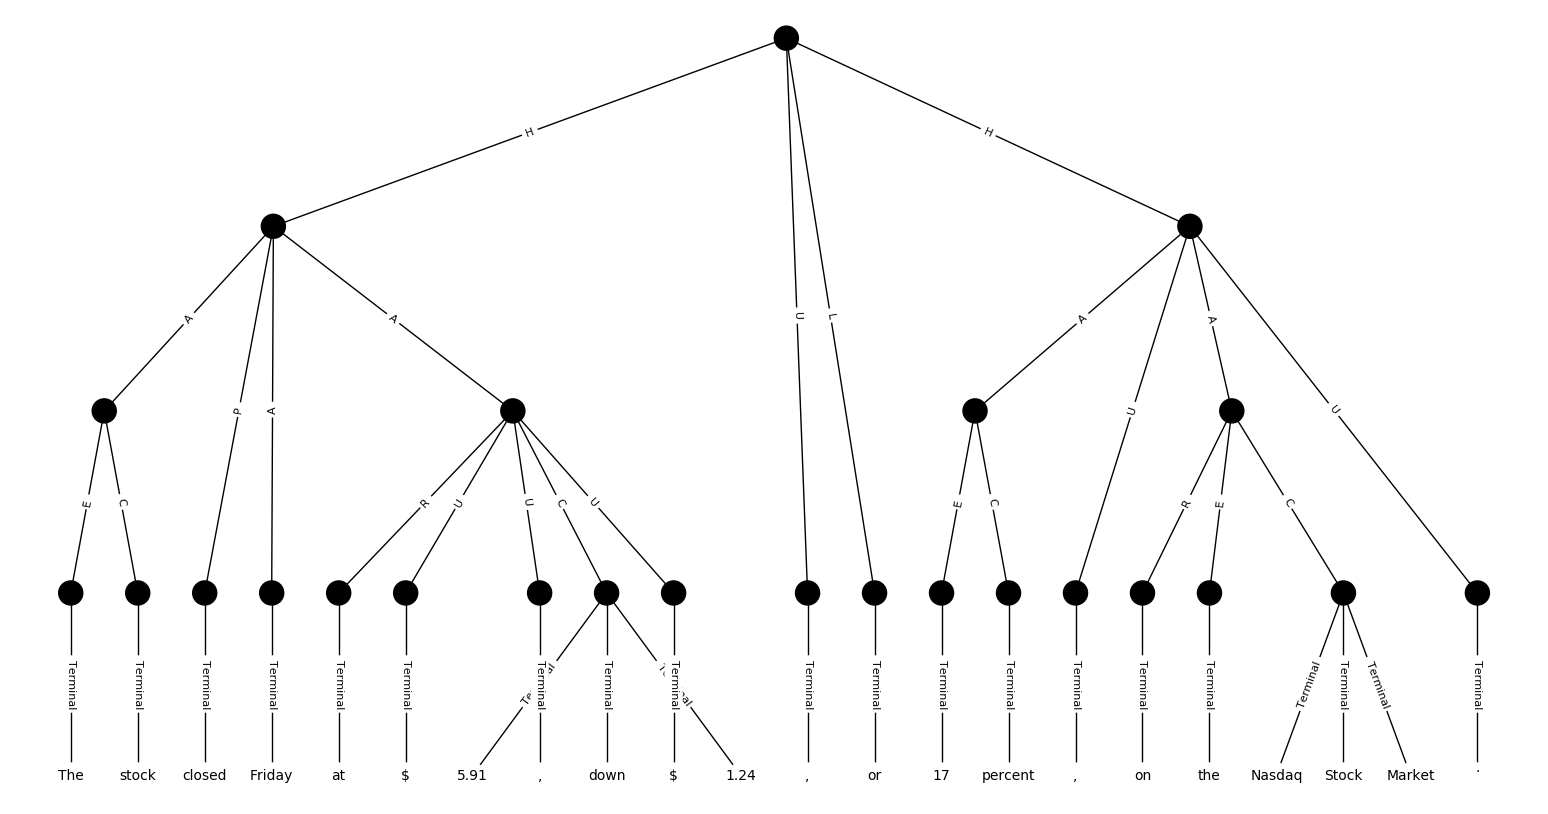 H H
A A U L A U A U
P A
E C R U U C U E C R E C
Terminal Terminal Terminal Terminal Terminal Terminal Terminal Terminal Terminal Terminal Terminal Terminal Terminal Terminal Terminal Terminal Terminal Terminal Terminal Terminal
The stock closed Friday at $ 5.91 , down $ 1.24 , or 17 percent , on the Nasdaq Stock Market .